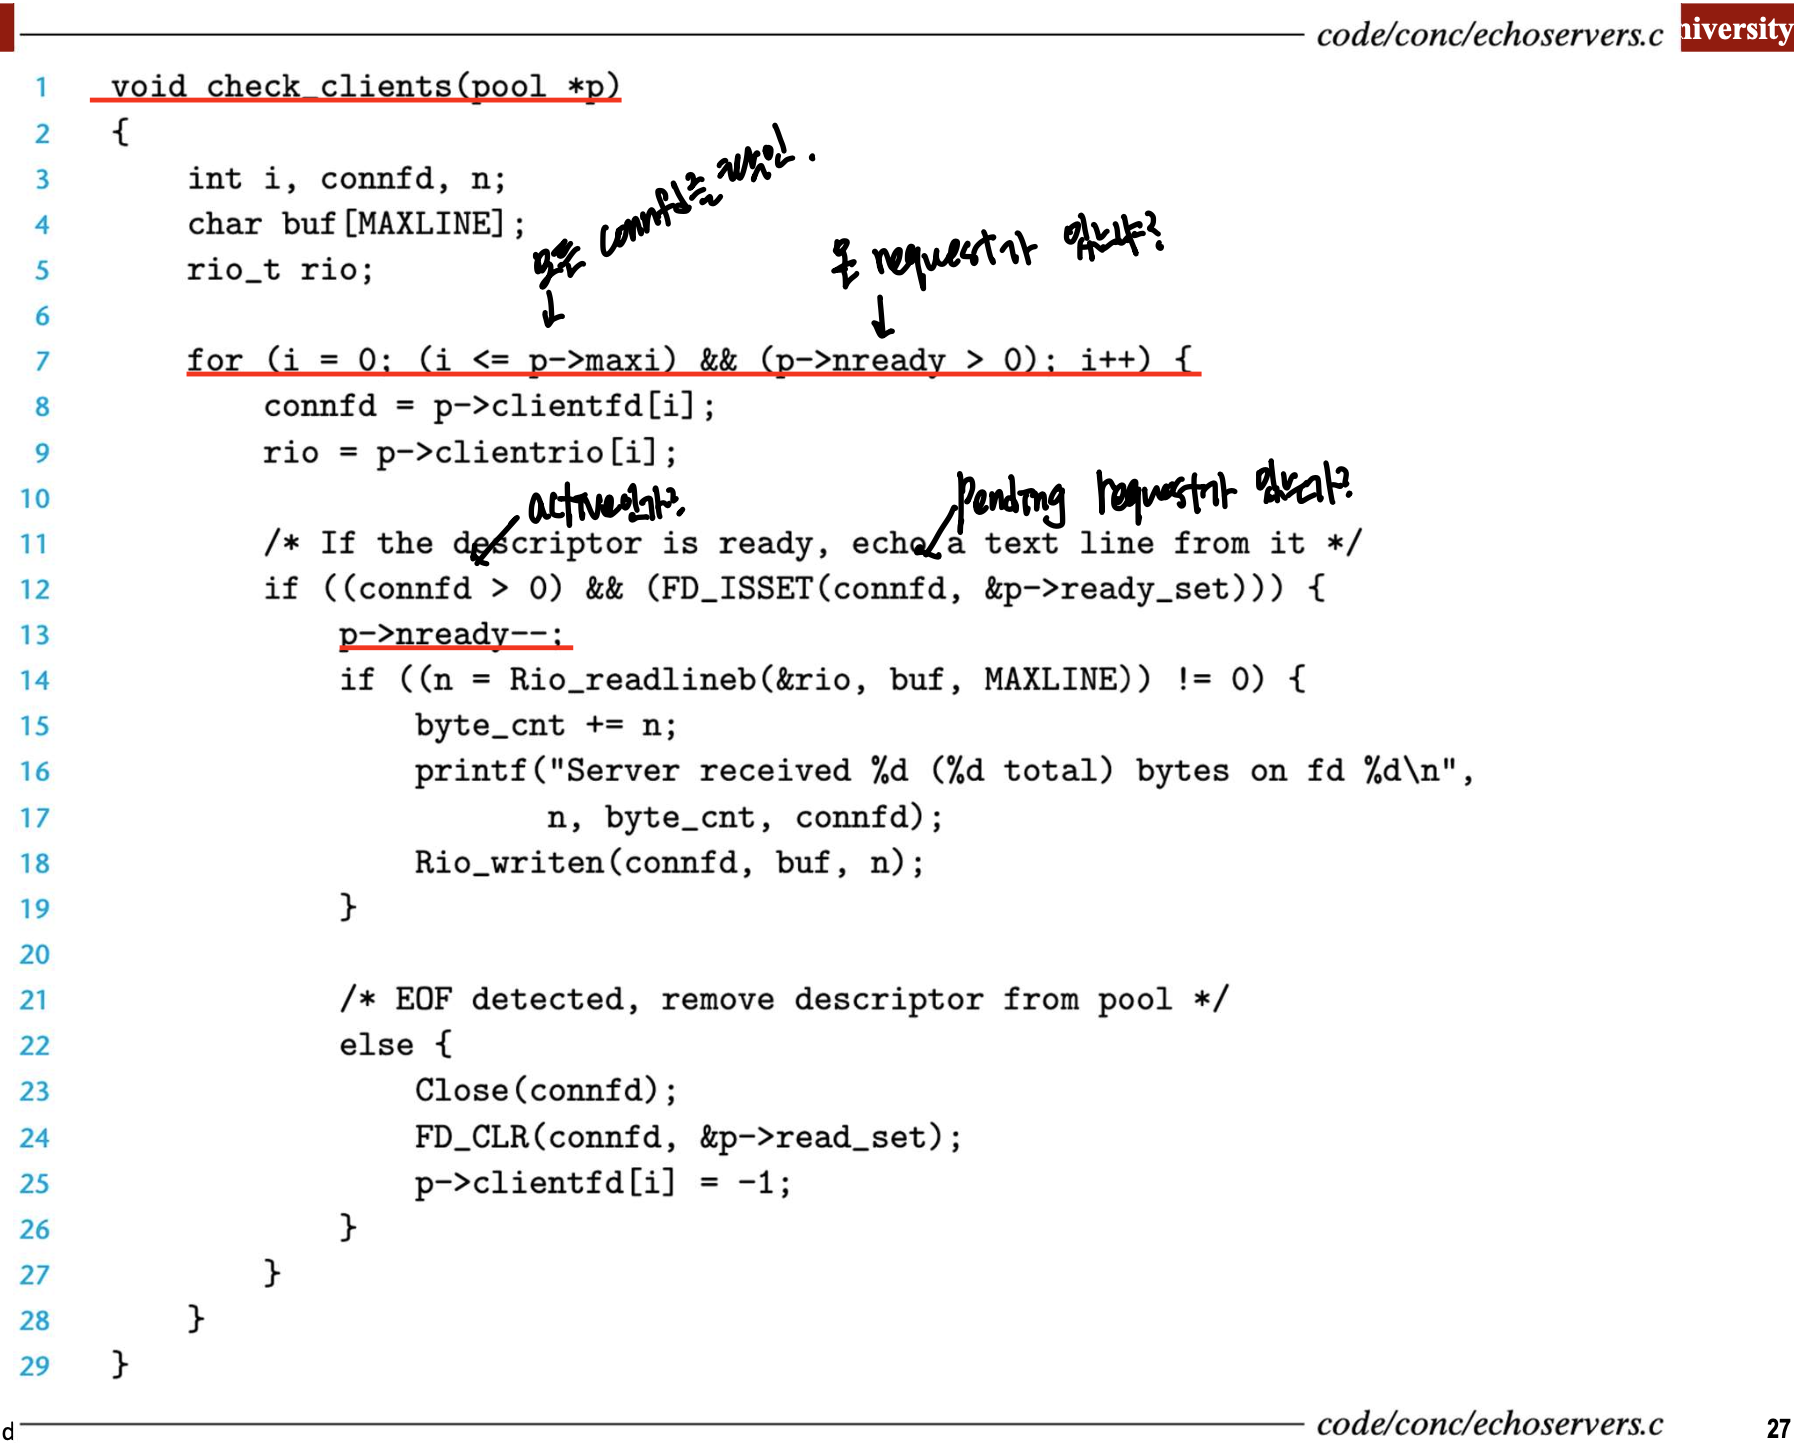 code/conc/echoservers.c
niversity
1 void check_clients(pool *p)
2 {
3 int i, connfd, n;
4 char buf[MAXLINE];
5 rio_t rio;
모든 connfd를
온 request가 있느냐?
6
7 for (i = 0; (i <= p->maxi) && (p->nready > 0); i++) {
8 connfd = p->clientfd[i];
9 rio = p->clientrio[i];
10
active인가?
pending request가 있는가?
11 /* If the descriptor is ready, echo a text line from it */
12 if ((connfd > 0) && (FD_ISSET(connfd, &p->ready_set))) {
13 p->nready--;
14 if ((n = Rio_readlineb(&rio, buf, MAXLINE)) != 0) {
15 byte_cnt += n;
16 printf("Server received %d (%d total) bytes on fd %d\n",
17 n, byte_cnt, connfd);
18 Rio_writen(connfd, buf, n);
19 }
20
21 /* EOF detected, remove descriptor from pool */
22 else {
23 Close(connfd);
24 FD_CLR(connfd, &p->read_set);
25 p->clientfd[i] = -1;
26 }
27 }
28 }
29 }
d
code/conc/echoservers.c
27